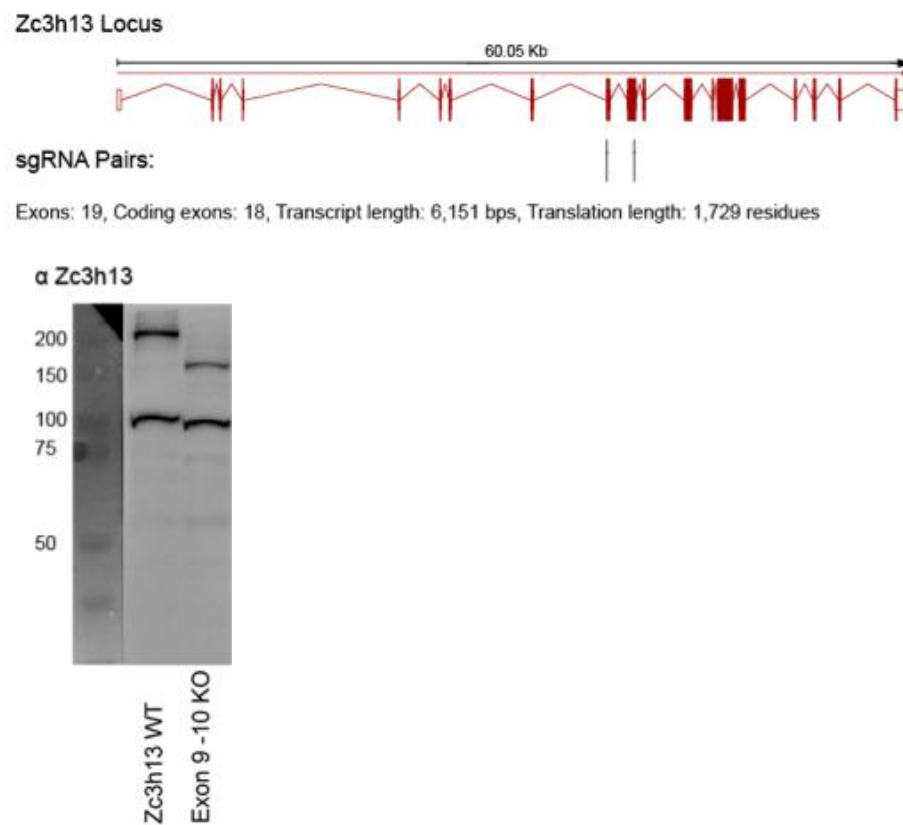 Zc3h13 Locus
60.05 Kb
sgRNA Pairs:
Exons: 19, Coding exons: 18, Transcript length: 6,151 bps, Translation length: 1,729 residues
α Zc3h13
200
150
100
75
50
Zc3h13 WT
Exon 9 -10 KO